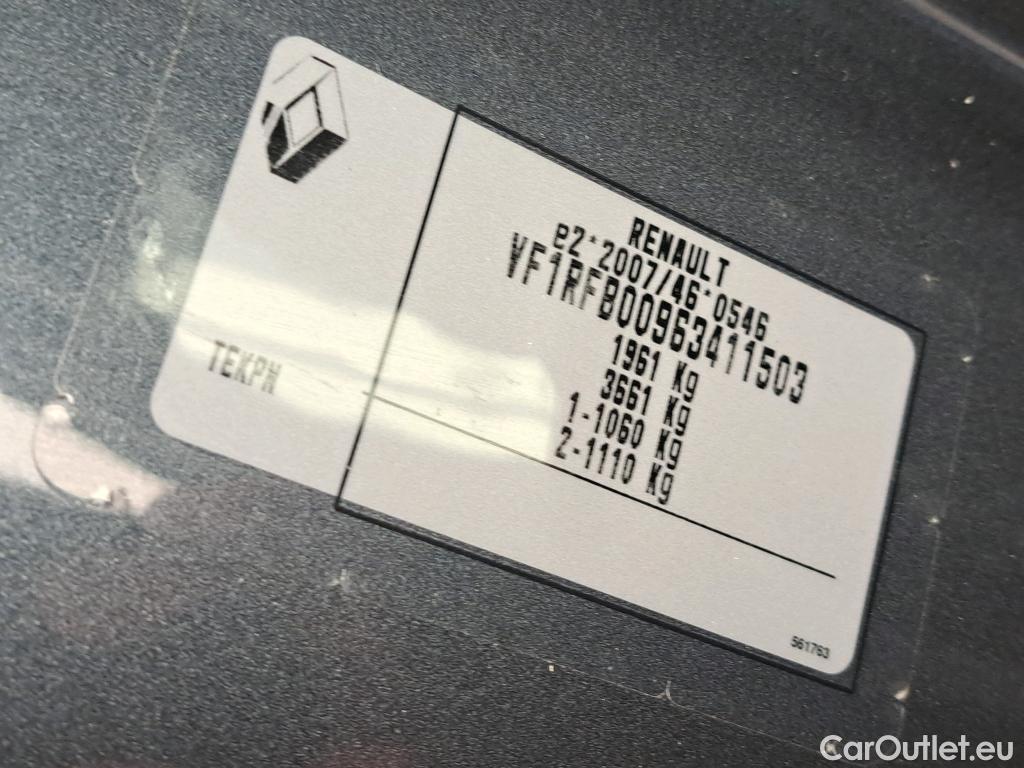 RENAULT
e2*2007/46*0546
VF1RFB00963411503
1961 Kg
3661 Kg
1-1060 Kg
2-1110 Kg
TEKPN
561763
CarOutlet.eu